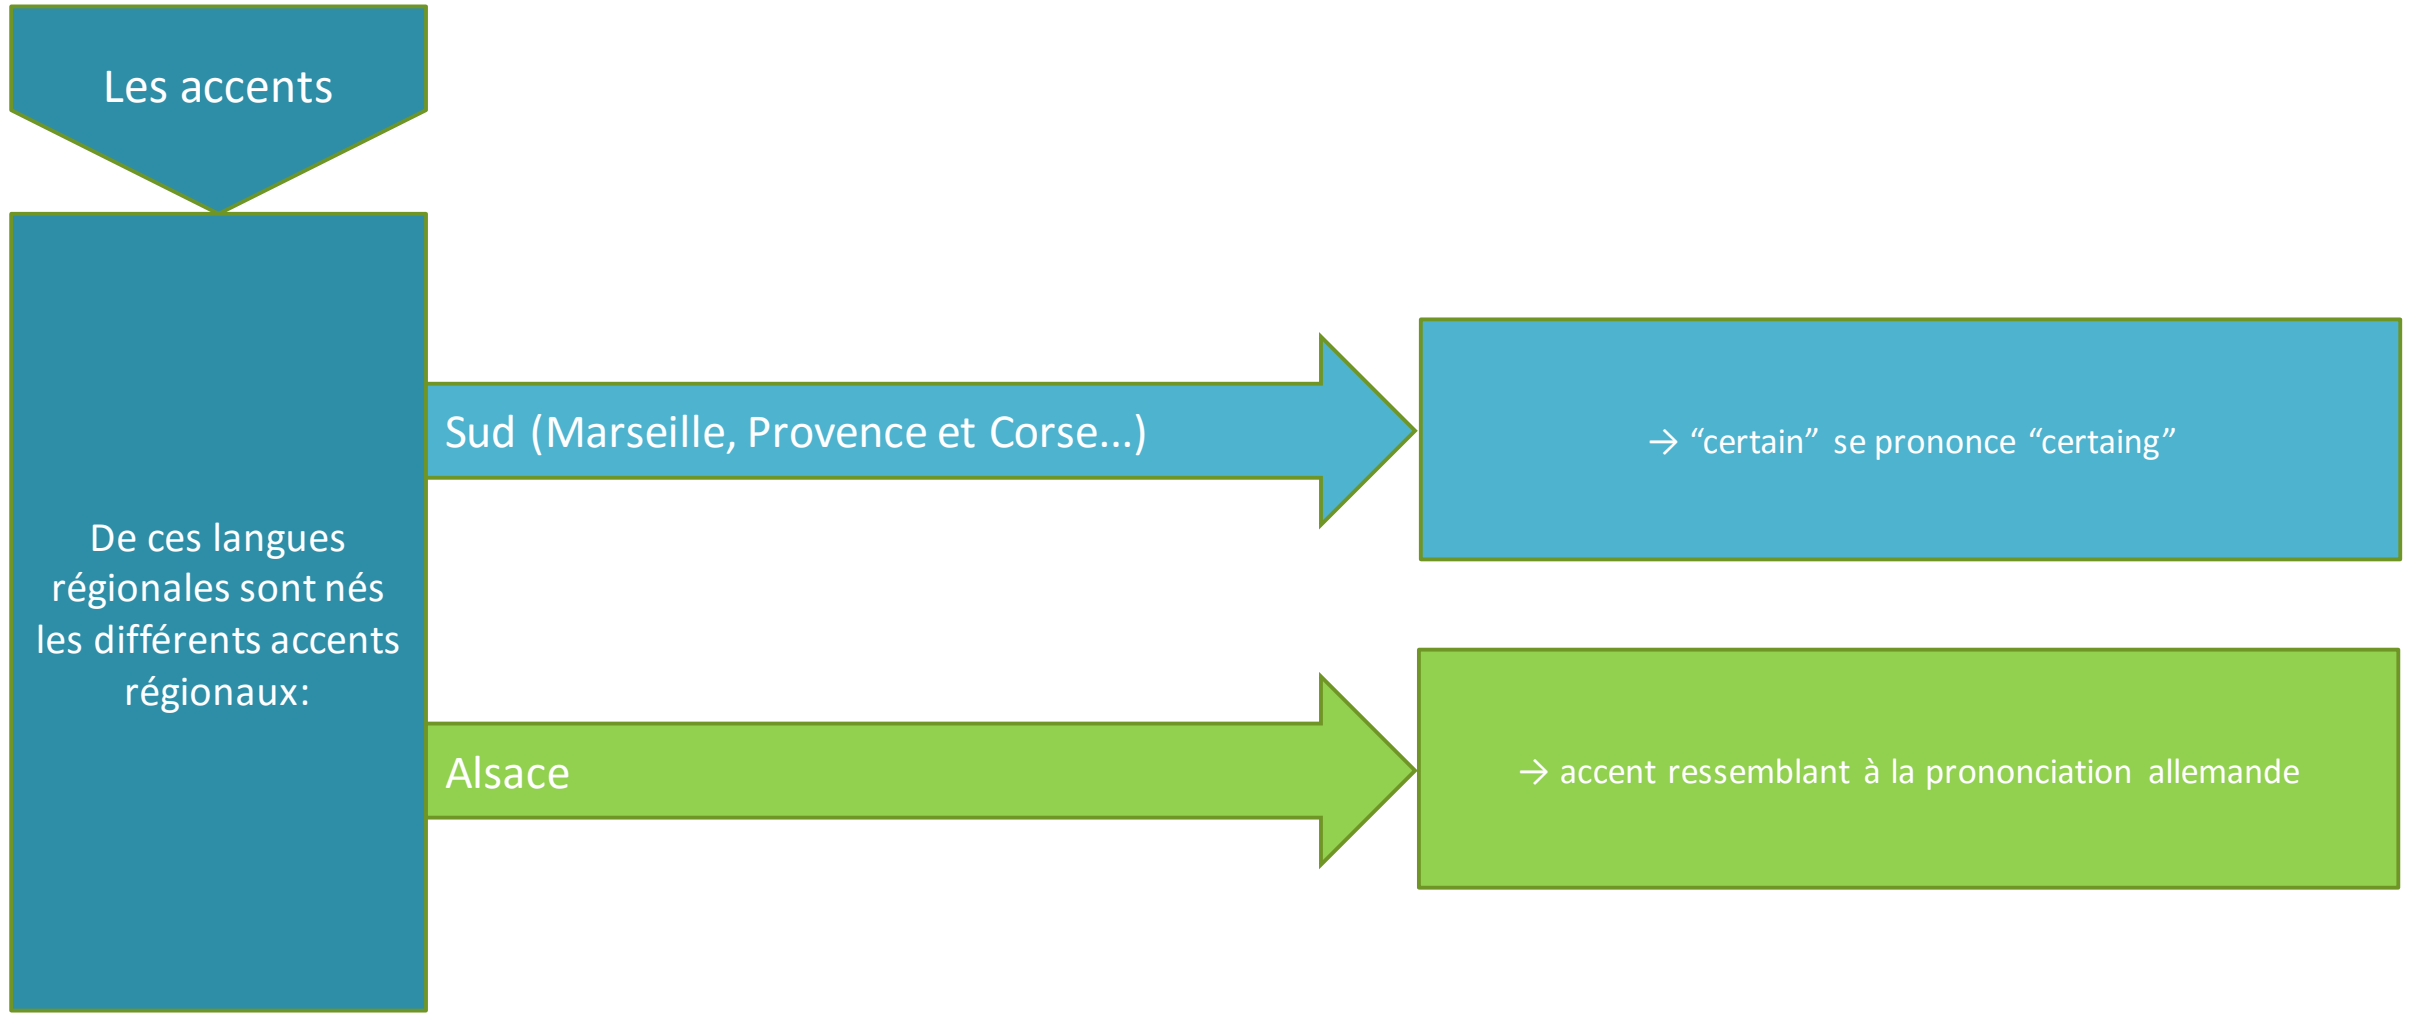 Les accents
De ces langues
régionales sont nés
les différents accents
régionaux:
Sud (Marseille, Provence et Corse...)
→ “certain” se prononce “certaing”
Alsace
→ accent ressemblant à la prononciation allemande